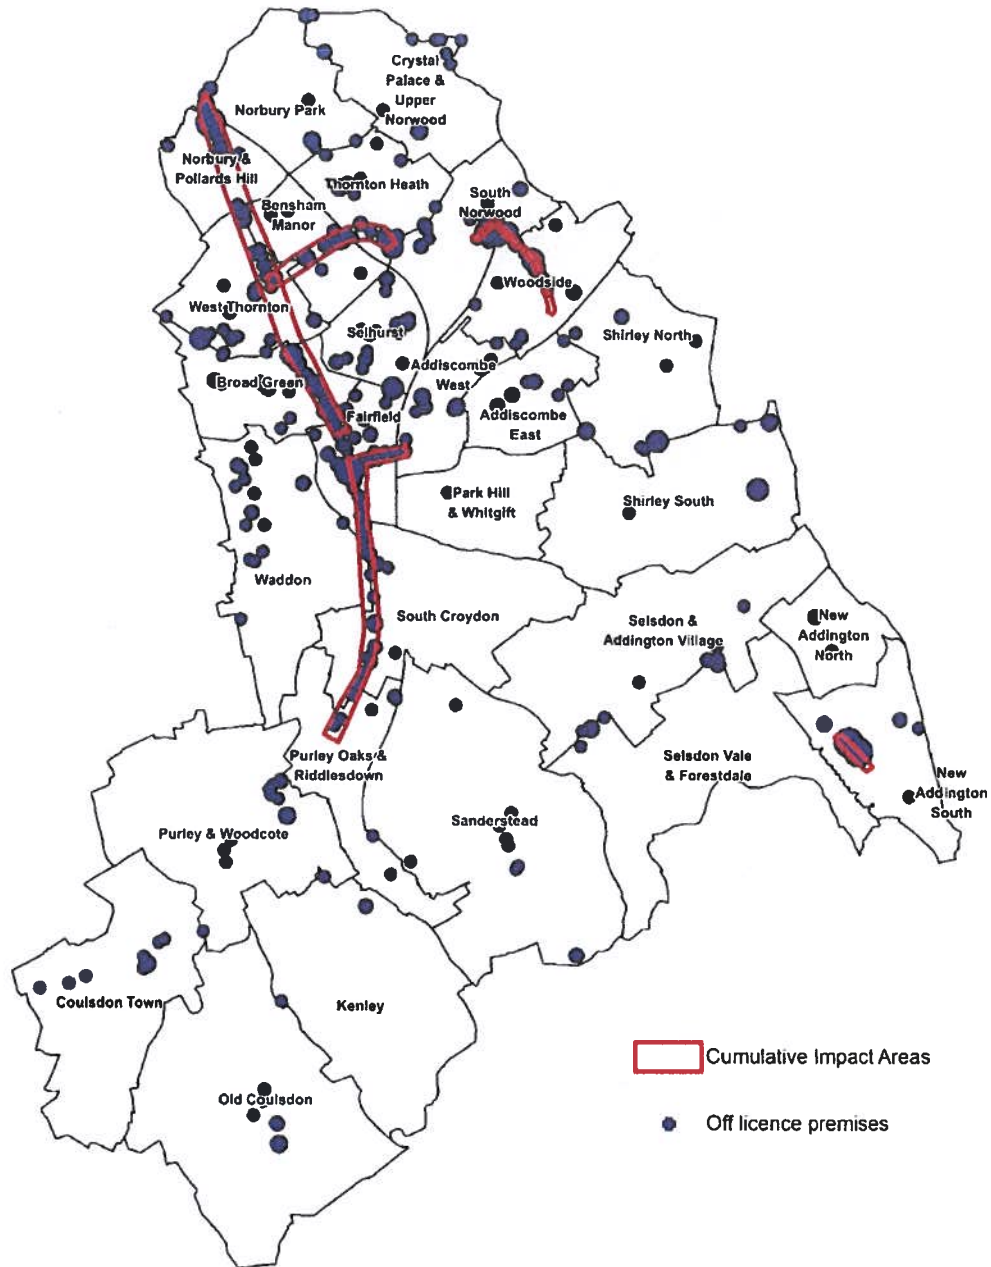 Crystal
Palace &
Upper
Norwood
Norbury Park
Norbury &
Pollards Hill
Thornton Heath
Bensham
Manor
South
Norwood
Woodside
West Thornton
Selhurst
Shirley North
Broad Green
Addiscombe
West
Fairfield
Addiscombe
East
Park Hill
& Whitgift
Shirley South
Waddon
South Croydon
Selsdon &
Addington Village
New
Addington
North
Purley Oaks &
Riddlesdown
Selsdon Vale
& Forestdale
New
Addington
South
Purley & Woodcote
Sanderstead
Coulsdon Town
Kenley
Old Coulsdon
Cumulative Impact Areas
Off licence premises